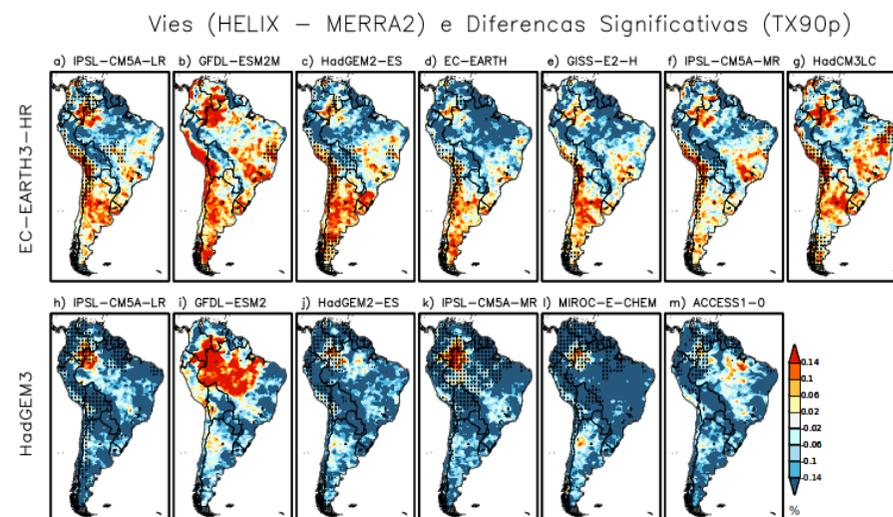 Vies (HELIX − MERRA2) e Diferencas Significativas (TX90p)
a) IPSL−CM5A−LR b) GFDL−ESM2M c) HadGEM2−ES d) EC−EARTH e) GISS−E2−H f) IPSL−CM5A−MR g) HadCM3LC
EC−EARTH3−HR
h) IPSL−CM5A−LR i) GFDL−ESM2 j) HadGEM2−ES k) IPSL−CM5A−MR l) MIROC−E−CHEM m) ACCESS1−0
HadGEM3
0.14
0.1
0.06
0.02
−0.02
−0.06
−0.1
−0.14
%